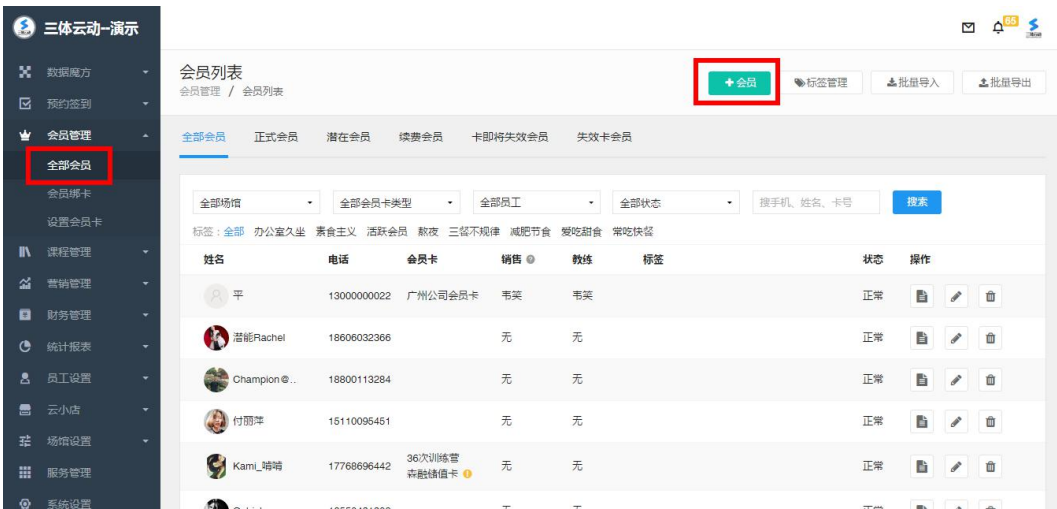 三体云动--演示
65
数据魔方
预约签到
会员管理
全部会员
会员绑卡
设置会员卡
课程管理
营销管理
财务管理
统计报表
员工设置
云小店
场馆设置
服务管理
系统设置
会员列表
会员管理 / 会员列表
会员 标签管理 批量导入 批量导出
全部会员 正式会员 潜在会员 续费会员 卡即将失效会员 失效卡会员
全部场馆 全部会员卡类型 全部员工 全部状态 搜手机、姓名、卡号 搜索
标签：全部 办公室久坐 素食主义 活跃会员 熬夜 三餐不规律 减肥节食 爱吃甜食 常吃快餐
姓名 电话 会员卡 销售 教练 标签 状态 操作
平 13000000022 广州公司会员卡 韦笑 韦笑 正常
潜能Rachel 18606032366 无 无 正常
Champion@.. 18800113284 无 无 正常
付丽萍 15110095451 无 无 正常
Kami_啃啃 17768696442 36次训练营 无 无 正常
森融储值卡